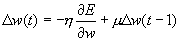 Δw(t) = −η ∂E/∂w + μΔw(t − 1)